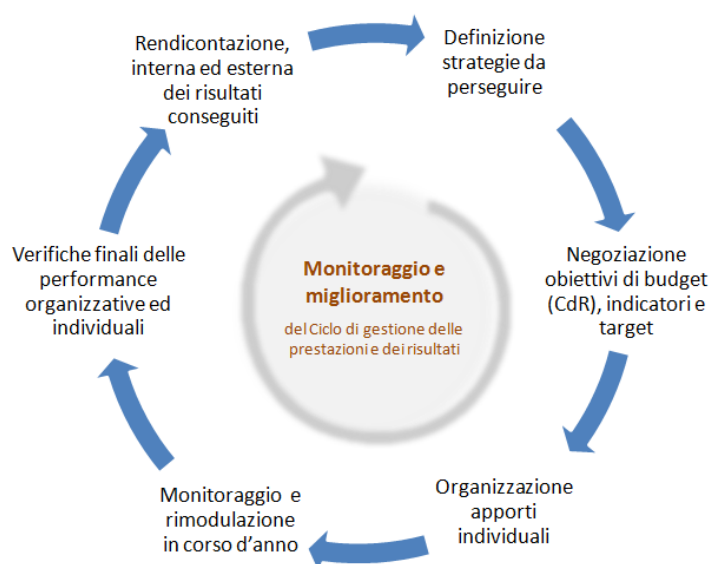 Rendicontazione,
interna ed esterna
dei risultati
conseguiti
Definizione
strategie da
perseguire
Negoziazione
obiettivi di budget
(CdR), indicatori e
target
Organizzazione
apporti
individuali
Monitoraggio e
rimodulazione
in corso d'anno
Verifiche finali delle
performance
organizzative ed
individuali
Monitoraggio e
miglioramento
del Ciclo di gestione delle
prestazioni e dei risultati